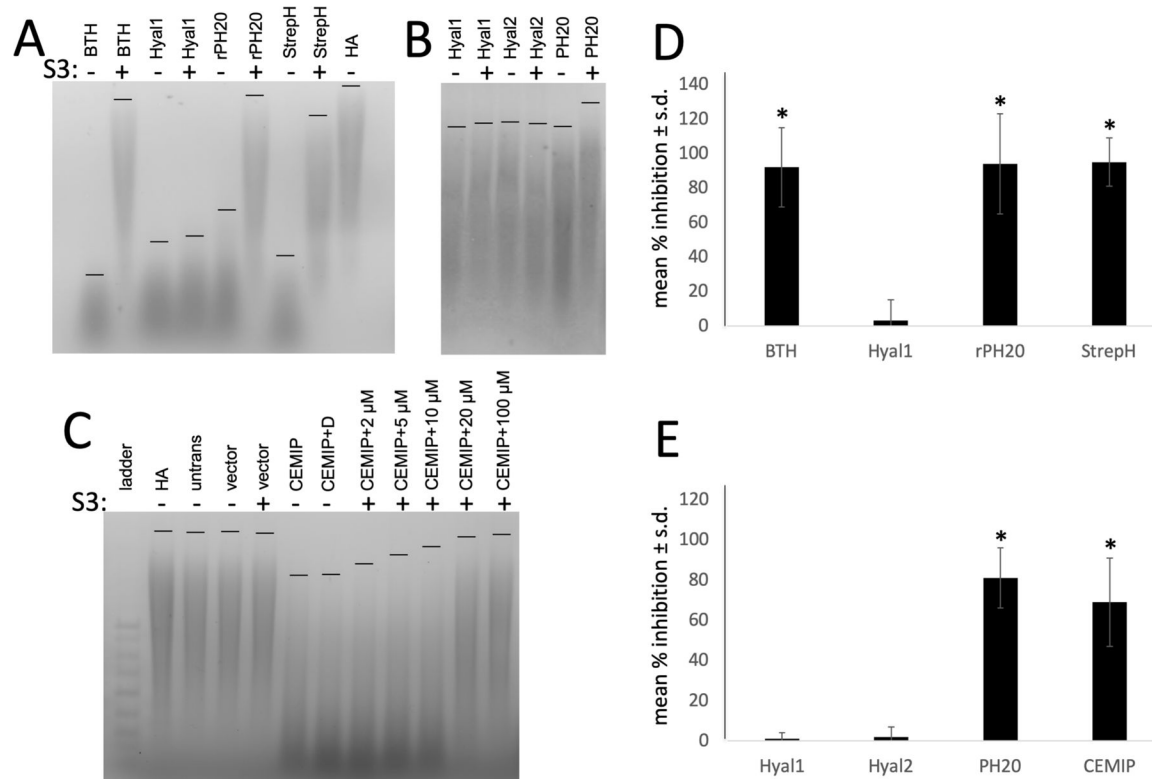 A
BTH BTH Hyal1 Hyal1 rPH20 rPH20 StrepH StrepH HA
S3: - + - + - + - + -
B
Hyal1 Hyal1 Hyal2 Hyal2 PH20 PH20
- + - + - +
D
mean % inhibition ± s.d.
140
120
100
80
60
40
20
0
* * *
BTH Hyal1 rPH20 StrepH
C
ladder HA untrans vector vector CEMIP CEMIP+D CEMIP+2 µM CEMIP+5 µM CEMIP+10 µM CEMIP+20 µM CEMIP+100 µM
S3: - - - + - - + + + + +
E
mean % inhibition ± s.d.
120
100
80
60
40
20
0
* *
Hyal1 Hyal2 PH20 CEMIP